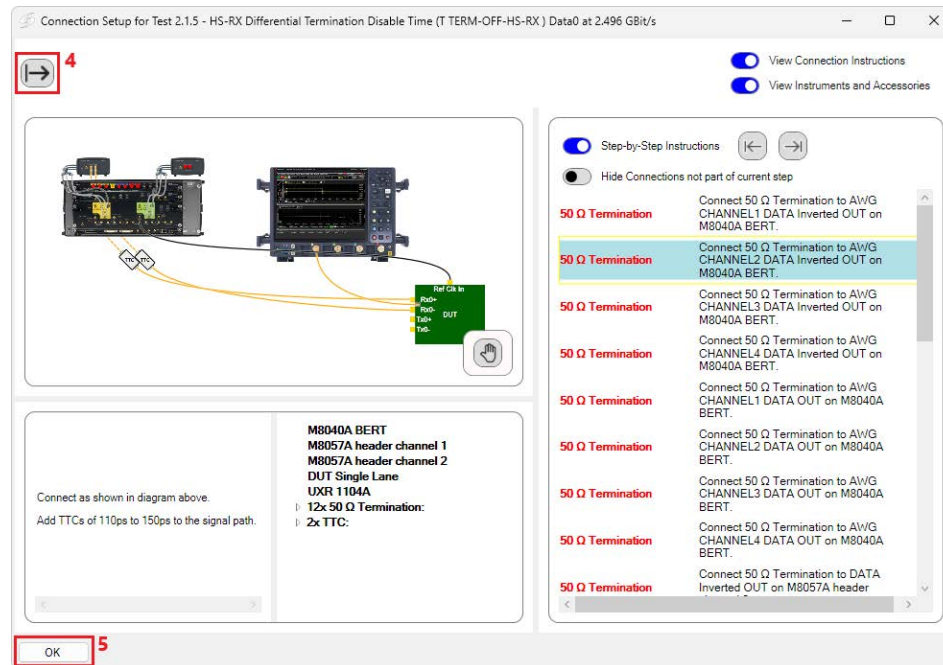 Connection Setup for Test 2.1.5 - HS-RX Differential Termination Disable Time (T TERM-OFF-HS-RX ) Data0 at 2.496 GBit/s
4
View Connection Instructions
View Instruments and Accessories
TTC
TTC
Ref Clk In
Rx0+
Rx0-
Tx0+
Tx0-
DUT
Connect as shown in diagram above.
Add TTCs of 110ps to 150ps to the signal path.
M8040A BERT
M8057A header channel 1
M8057A header channel 2
DUT Single Lane
UXR 1104A
12x 50 Ω Termination:
2x TTC:
Step-by-Step Instructions
Hide Connections not part of current step
50 Ω Termination
Connect 50 Ω Termination to AWG
CHANNEL1 DATA Inverted OUT on
M8040A BERT.
50 Ω Termination
Connect 50 Ω Termination to AWG
CHANNEL2 DATA Inverted OUT on
M8040A BERT.
50 Ω Termination
Connect 50 Ω Termination to AWG
CHANNEL3 DATA Inverted OUT on
M8040A BERT.
50 Ω Termination
Connect 50 Ω Termination to AWG
CHANNEL4 DATA Inverted OUT on
M8040A BERT.
50 Ω Termination
Connect 50 Ω Termination to AWG
CHANNEL1 DATA OUT on M8040A
BERT.
50 Ω Termination
Connect 50 Ω Termination to AWG
CHANNEL2 DATA OUT on M8040A
BERT.
50 Ω Termination
Connect 50 Ω Termination to AWG
CHANNEL3 DATA OUT on M8040A
BERT.
50 Ω Termination
Connect 50 Ω Termination to AWG
CHANNEL4 DATA OUT on M8040A
BERT.
50 Ω Termination
Connect 50 Ω Termination to DATA
Inverted OUT on M8057A header
OK
5